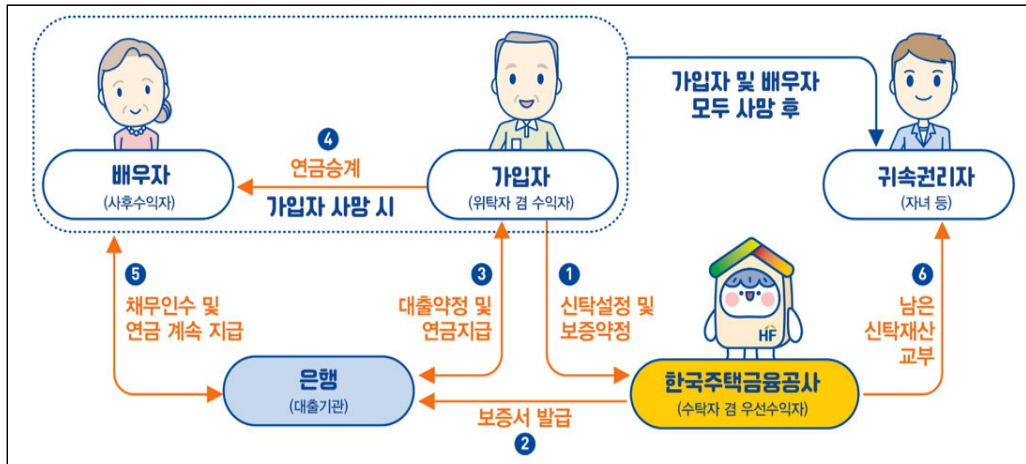 가입자 및 배우자
모두 사망 후
❹
연금승계
가입자 사망 시
배우자
(사후수익자)
가입자
(위탁자 겸 수익자)
귀속권리자
(자녀 등)
❺
채무인수 및
연금 계속 지급
❸
대출약정 및
연금지급
❶
신탁설정 및
보증약정
❻
남은
신탁재산
교부
HF
은행
(대출기관)
한국주택금융공사
(수탁자 겸 우선수익자)
보증서 발급
❷